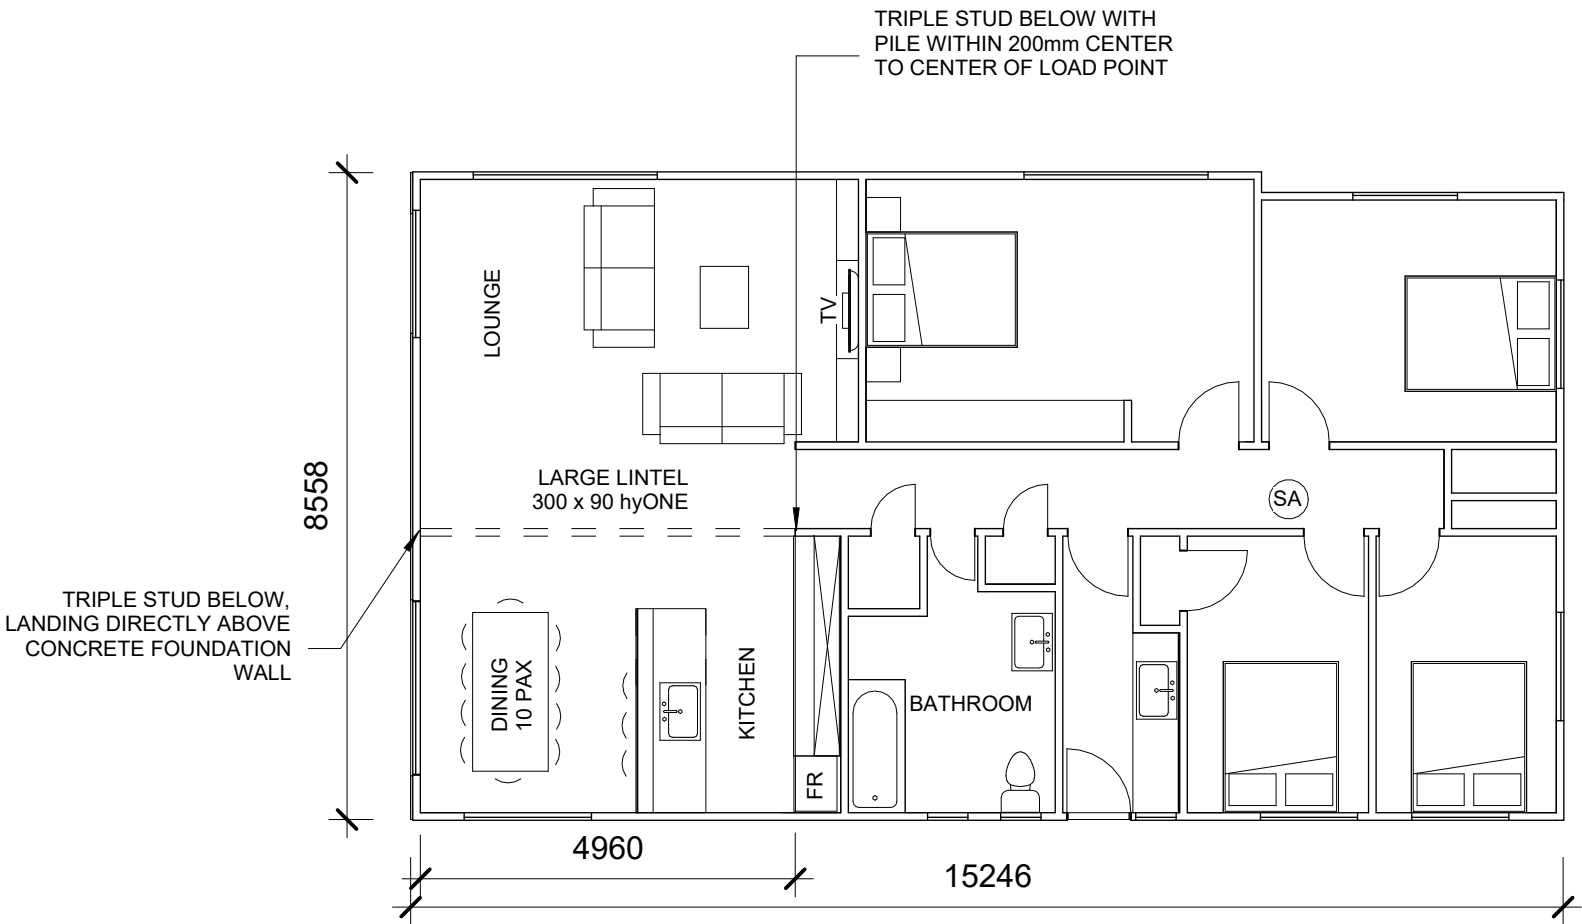 TRIPLE STUD BELOW WITH
PILE WITHIN 200mm CENTER
TO CENTER OF LOAD POINT
LOUNGE
TV
LARGE LINTEL
300 x 90 hyONE
SA
8558
TRIPLE STUD BELOW,
LANDING DIRECTLY ABOVE
CONCRETE FOUNDATION
WALL
DINING
10 PAX
KITCHEN
FR
BATHROOM
4960
15246